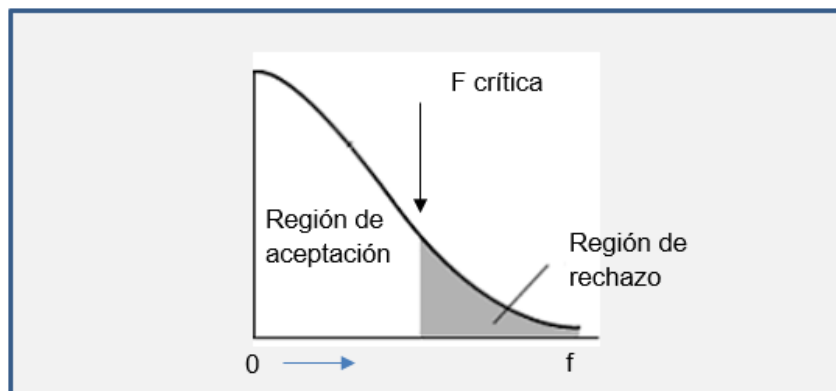 F crítica
Región de
aceptación
Región de
rechazo
0
f